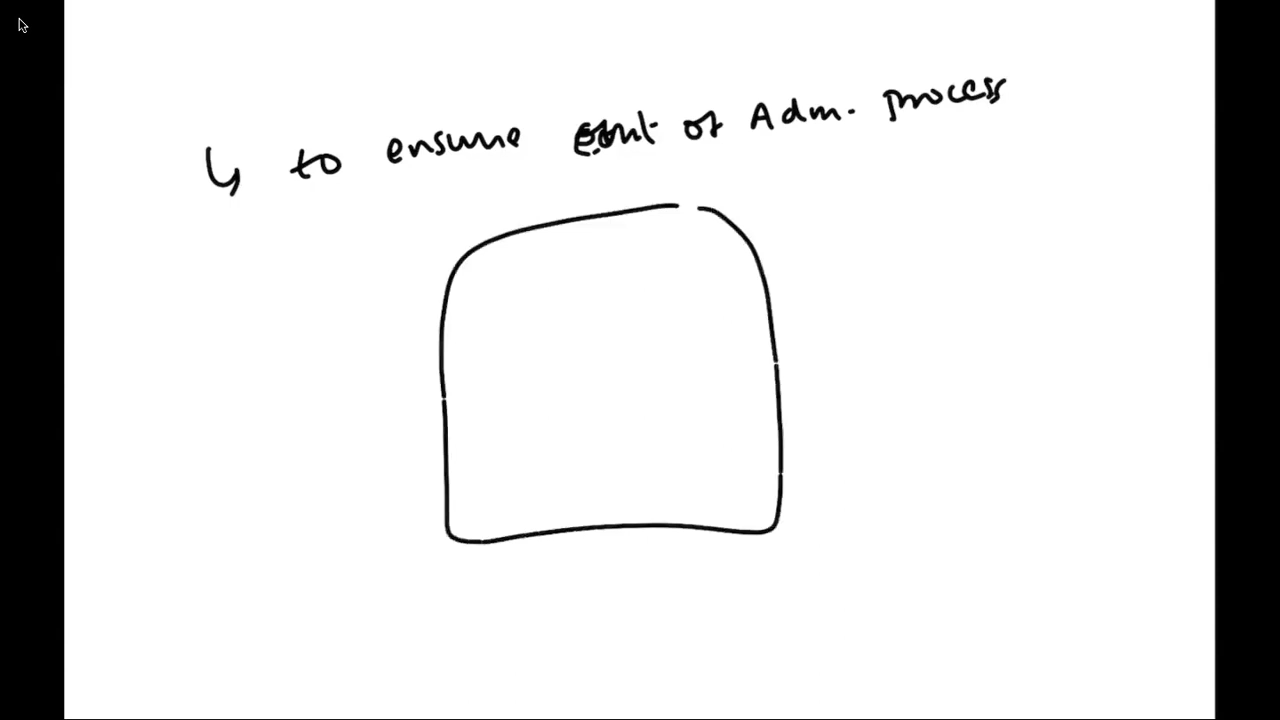 ↳ to ensure cont of Adm. process